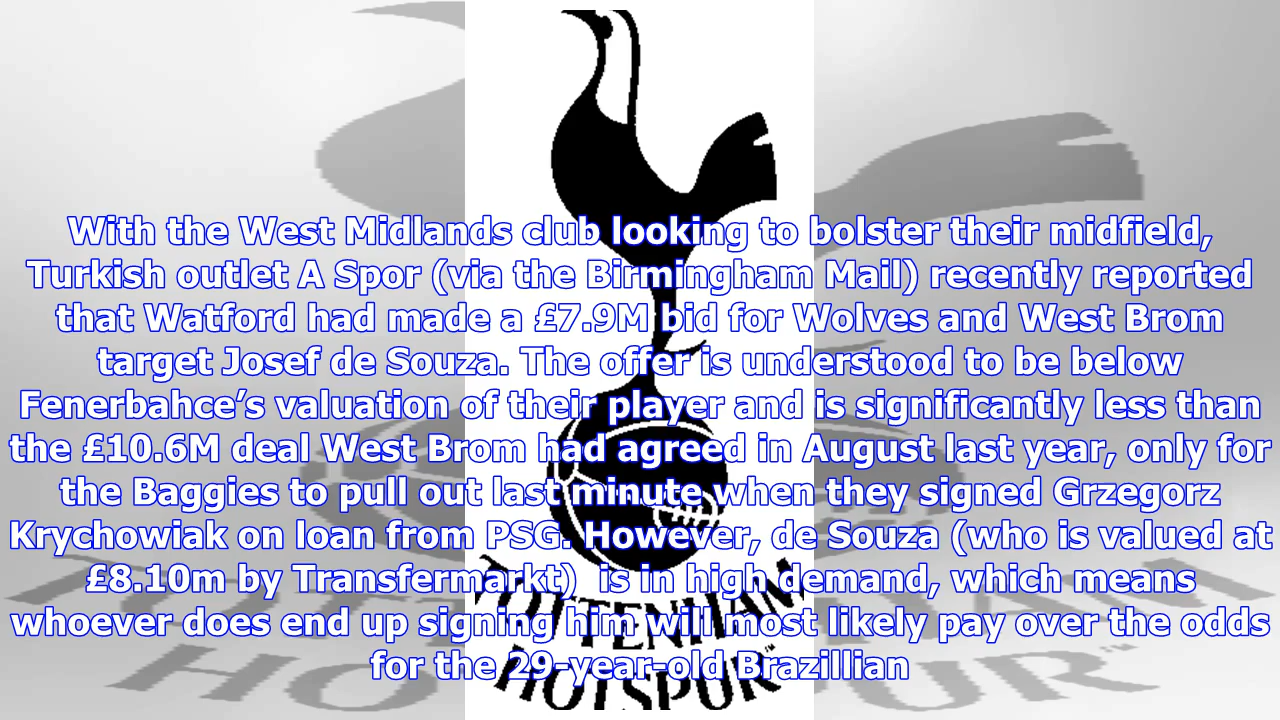 With the West Midlands club looking to bolster their midfield,
Turkish outlet A Spor (via the Birmingham Mail) recently reported
that Watford had made a £7.9M bid for Wolves and West Brom
target Josef de Souza. The offer is understood to be below
Fenerbahce’s valuation of their player and is significantly less than
the £10.6M deal West Brom had agreed in August last year, only for
the Baggies to pull out last minute when they signed Grzegorz
Krychowiak on loan from PSG. However, de Souza (who is valued at
£8.10m by Transfermarkt)  is in high demand, which means
whoever does end up signing him will most likely pay over the odds
for the 29-year-old Brazillian
TOTTENHAM
HOTSPUR